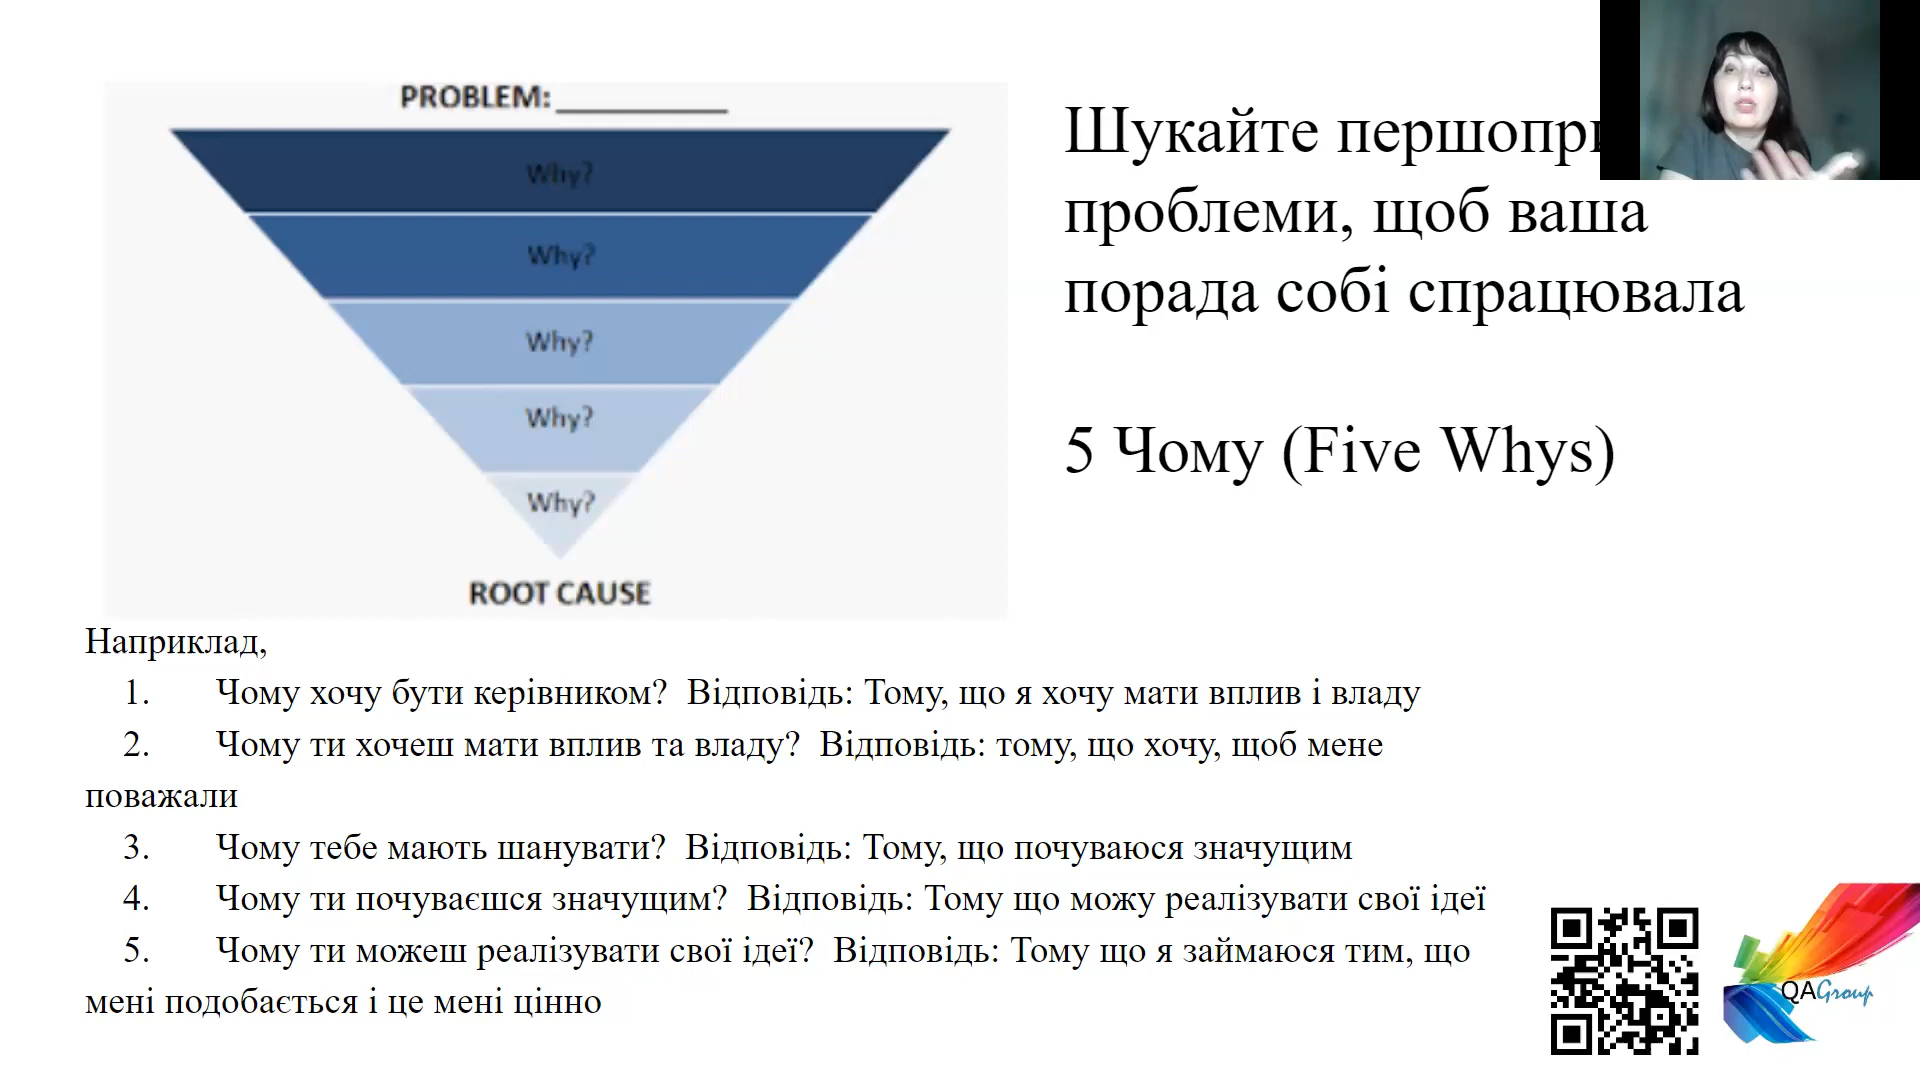 PROBLEM: ___________
Why?
Why?
Why?
Why?
Why?
ROOT CAUSE
Шукайте
проблеми, щоб ваша
порада собі спрацювала
5 Чому (Five Whys)
Наприклад,
1. Чому хочу бути керівником? Відповідь: Тому, що я хочу мати вплив і владу
2. Чому ти хочеш мати вплив та владу? Відповідь: тому, що хочу, щоб мене
поважали
3. Чому тебе мають шанувати? Відповідь: Тому, що почуваюся значущим
4. Чому ти почуваєшся значущим? Відповідь: Тому що можу реалізувати свої ідеї
5. Чому ти можеш реалізувати свої ідеї? Відповідь: Тому що я займаюся тим, що
мені подобається і це мені цінно
QAGroup